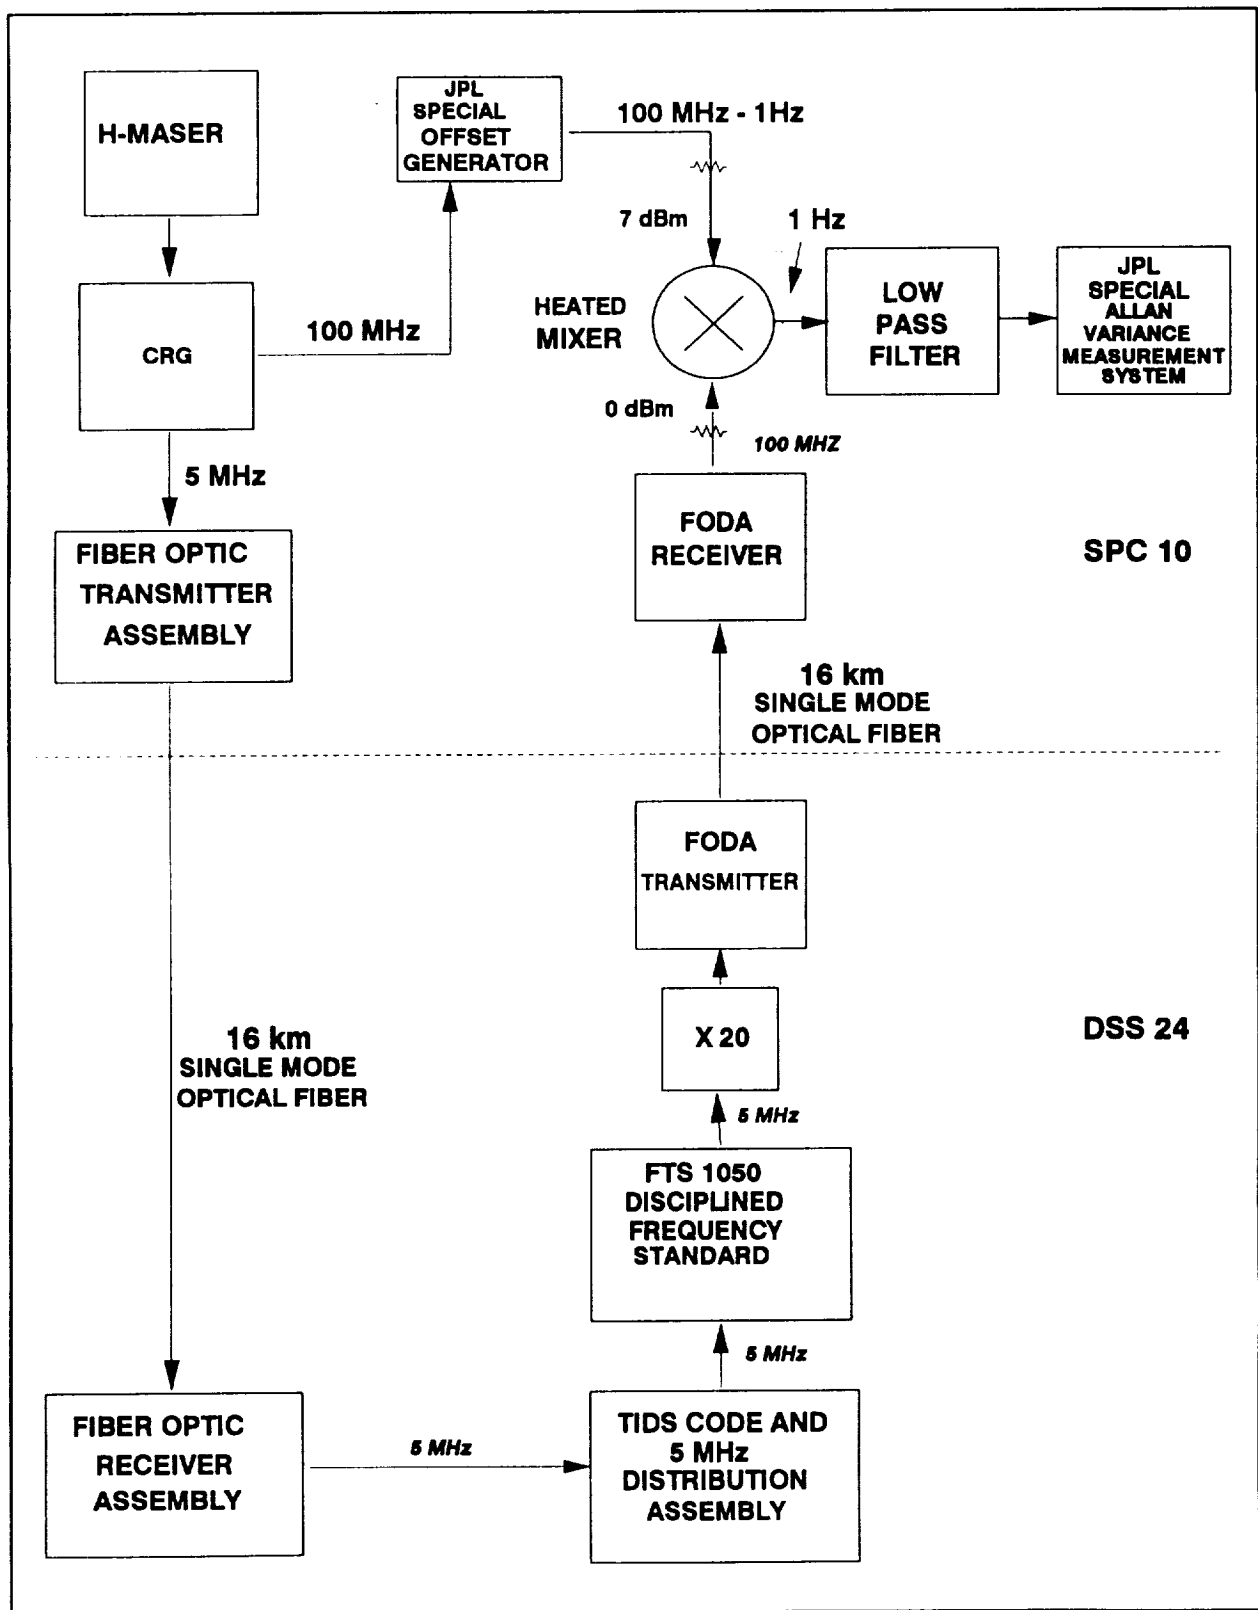 H-MASER
JPL
SPECIAL
OFFSET
GENERATOR
100 MHz - 1Hz
7 dBm
1 Hz
CRG
100 MHz
HEATED
MIXER
LOW
PASS
FILTER
JPL
SPECIAL
ALLAN
VARIANCE
MEASUREMENT
SYSTEM
0 dBm
100 MHZ
5 MHz
FIBER OPTIC
TRANSMITTER
ASSEMBLY
FODA
RECEIVER
SPC 10
16 km
SINGLE MODE
OPTICAL FIBER
FODA
TRANSMITTER
X 20
DSS 24
16 km
SINGLE MODE
OPTICAL FIBER
5 MHz
FTS 1050
DISCIPLINED
FREQUENCY
STANDARD
5 MHz
FIBER OPTIC
RECEIVER
ASSEMBLY
5 MHz
TIDS CODE AND
5 MHz
DISTRIBUTION
ASSEMBLY